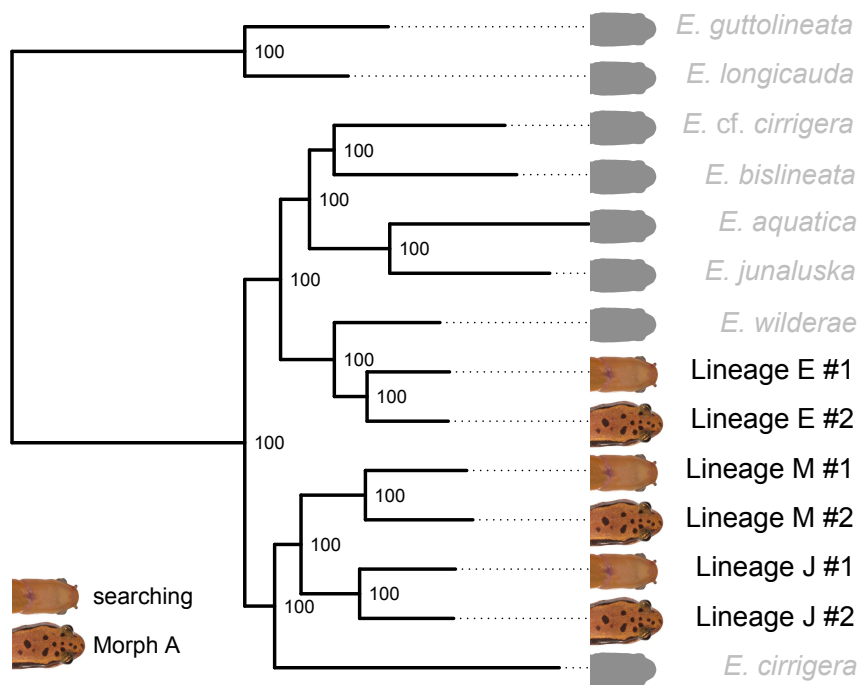 E. guttolineata
100
E. longicauda
E. cf. cirrigera
100
E. bislineata
100
E. aquatica
100
E. junaluska
100
E. wilderae
100
Lineage E #1
100
Lineage E #2
100
Lineage M #1
100
Lineage M #2
100
Lineage J #1
100
Lineage J #2
100
E. cirrigera
searching
Morph A